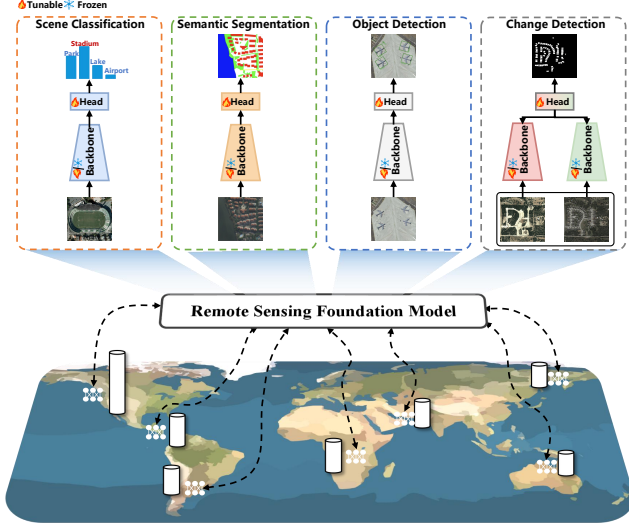 Tunable Frozen
Scene Classification
Semantic Segmentation
Object Detection
Change Detection
Stadium
Park
Lake
Airport
Head
Head
Head
Head
Backbone
Backbone
Backbone
Backbone
Backbone
Remote Sensing Foundation Model